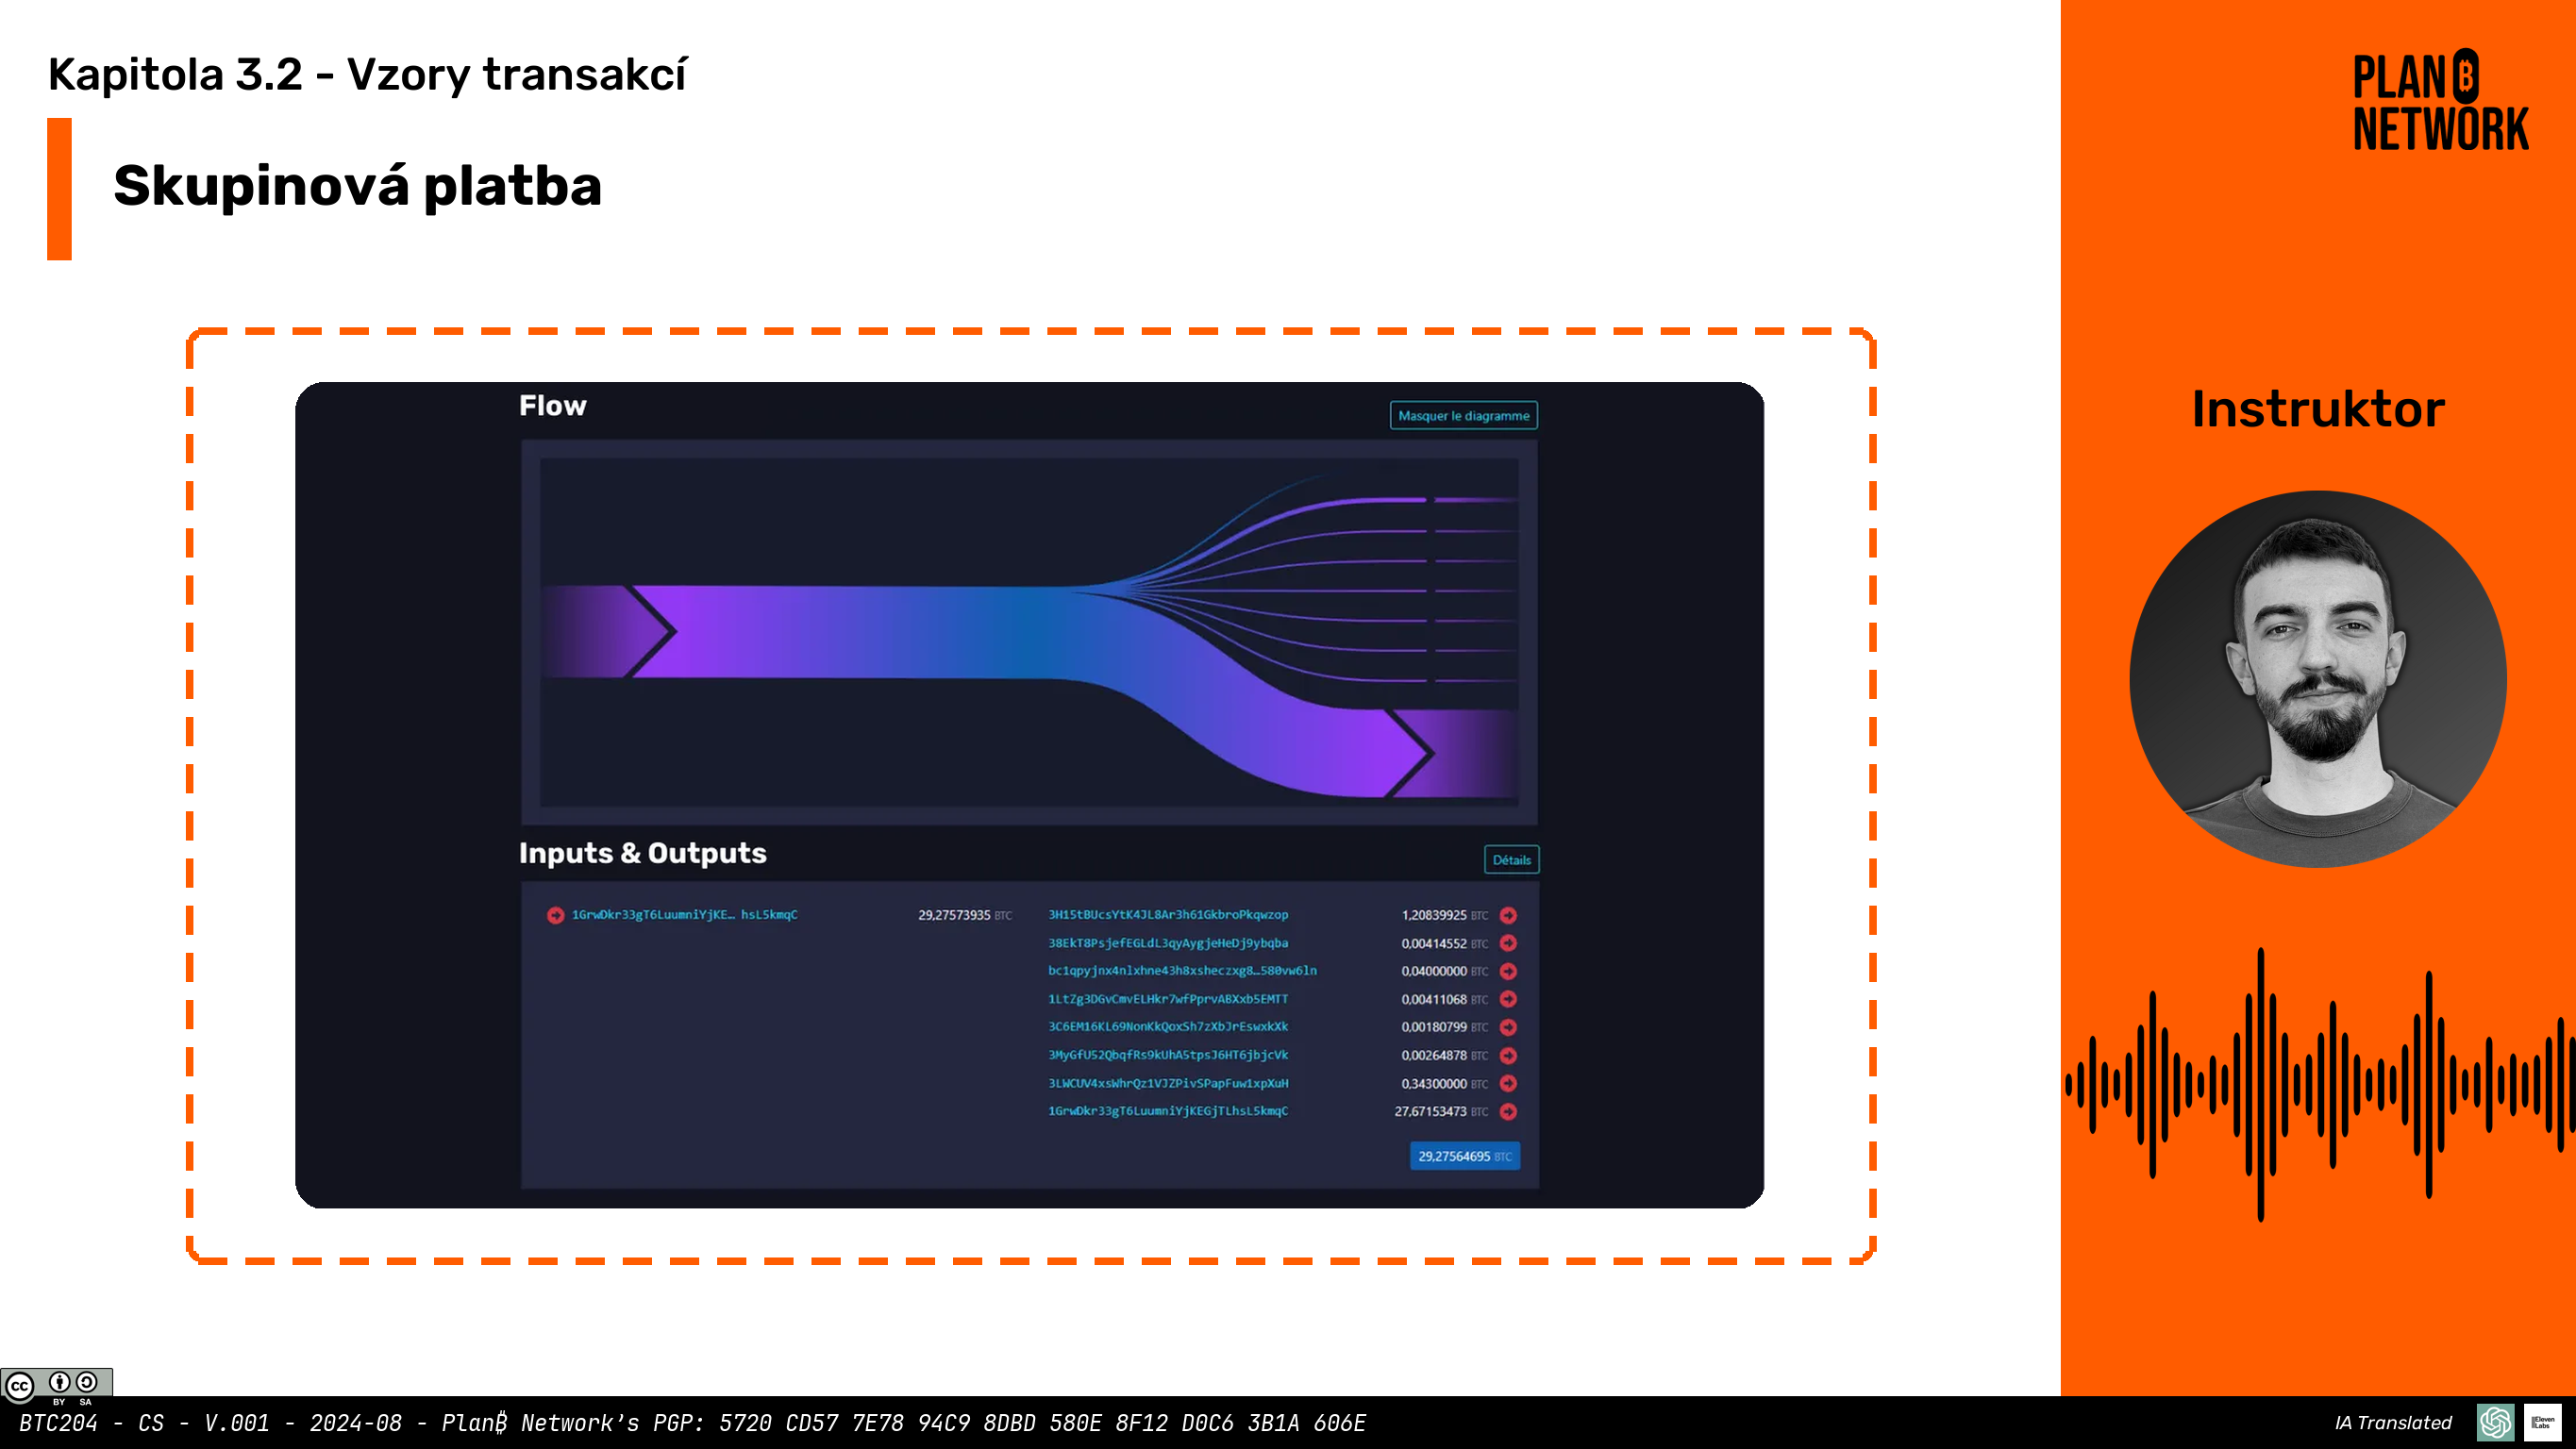 Kapitola 3.2 - Vzory transakcí
Skupinová platba
PLAN B
NETWORK
Instruktor
Flow
Masquer le diagramme
Inputs & Outputs
Détails
1GrwDkr33gT6LuumniYjKE… hsL5kmqC 29,27573935 BTC
3H15tBUcsYtK4JL8Ar3h61GkbroPkqwzop 1,20839925 BTC
38EkT8PsjefEGLdL3qyAygjeHeDj9ybqba 0,00414552 BTC
bc1qpyjnx4nlxhne43h8xsheczxg8…580vw6ln 0,04000000 BTC
1LtZg3DGvCmvELHkr7wfPprvABXxb5EMTT 0,00411068 BTC
3C6EM16KL69NonKkQoxSh7zXbJrEswxkXk 0,00180799 BTC
3MyGfU52QbqfRs9kUhA5tpsJ6HT6jbjcVk 0,00264878 BTC
3LWCUV4xsWhrQz1VJZPivSPapFuw1xpXuH 0,34300000 BTC
1GrwDkr33gT6LuumniYjKEGjTLhsL5kmqC 27,67153473 BTC
29,27564695 BTC
cc BY SA
BTC204 - CS - V.001 - 2024-08 - Plan₿ Network's PGP: 5720 CD57 7E78 94C9 8DBD 580E 8F12 D0C6 3B1A 606E
IA Translated
ElevenLabs